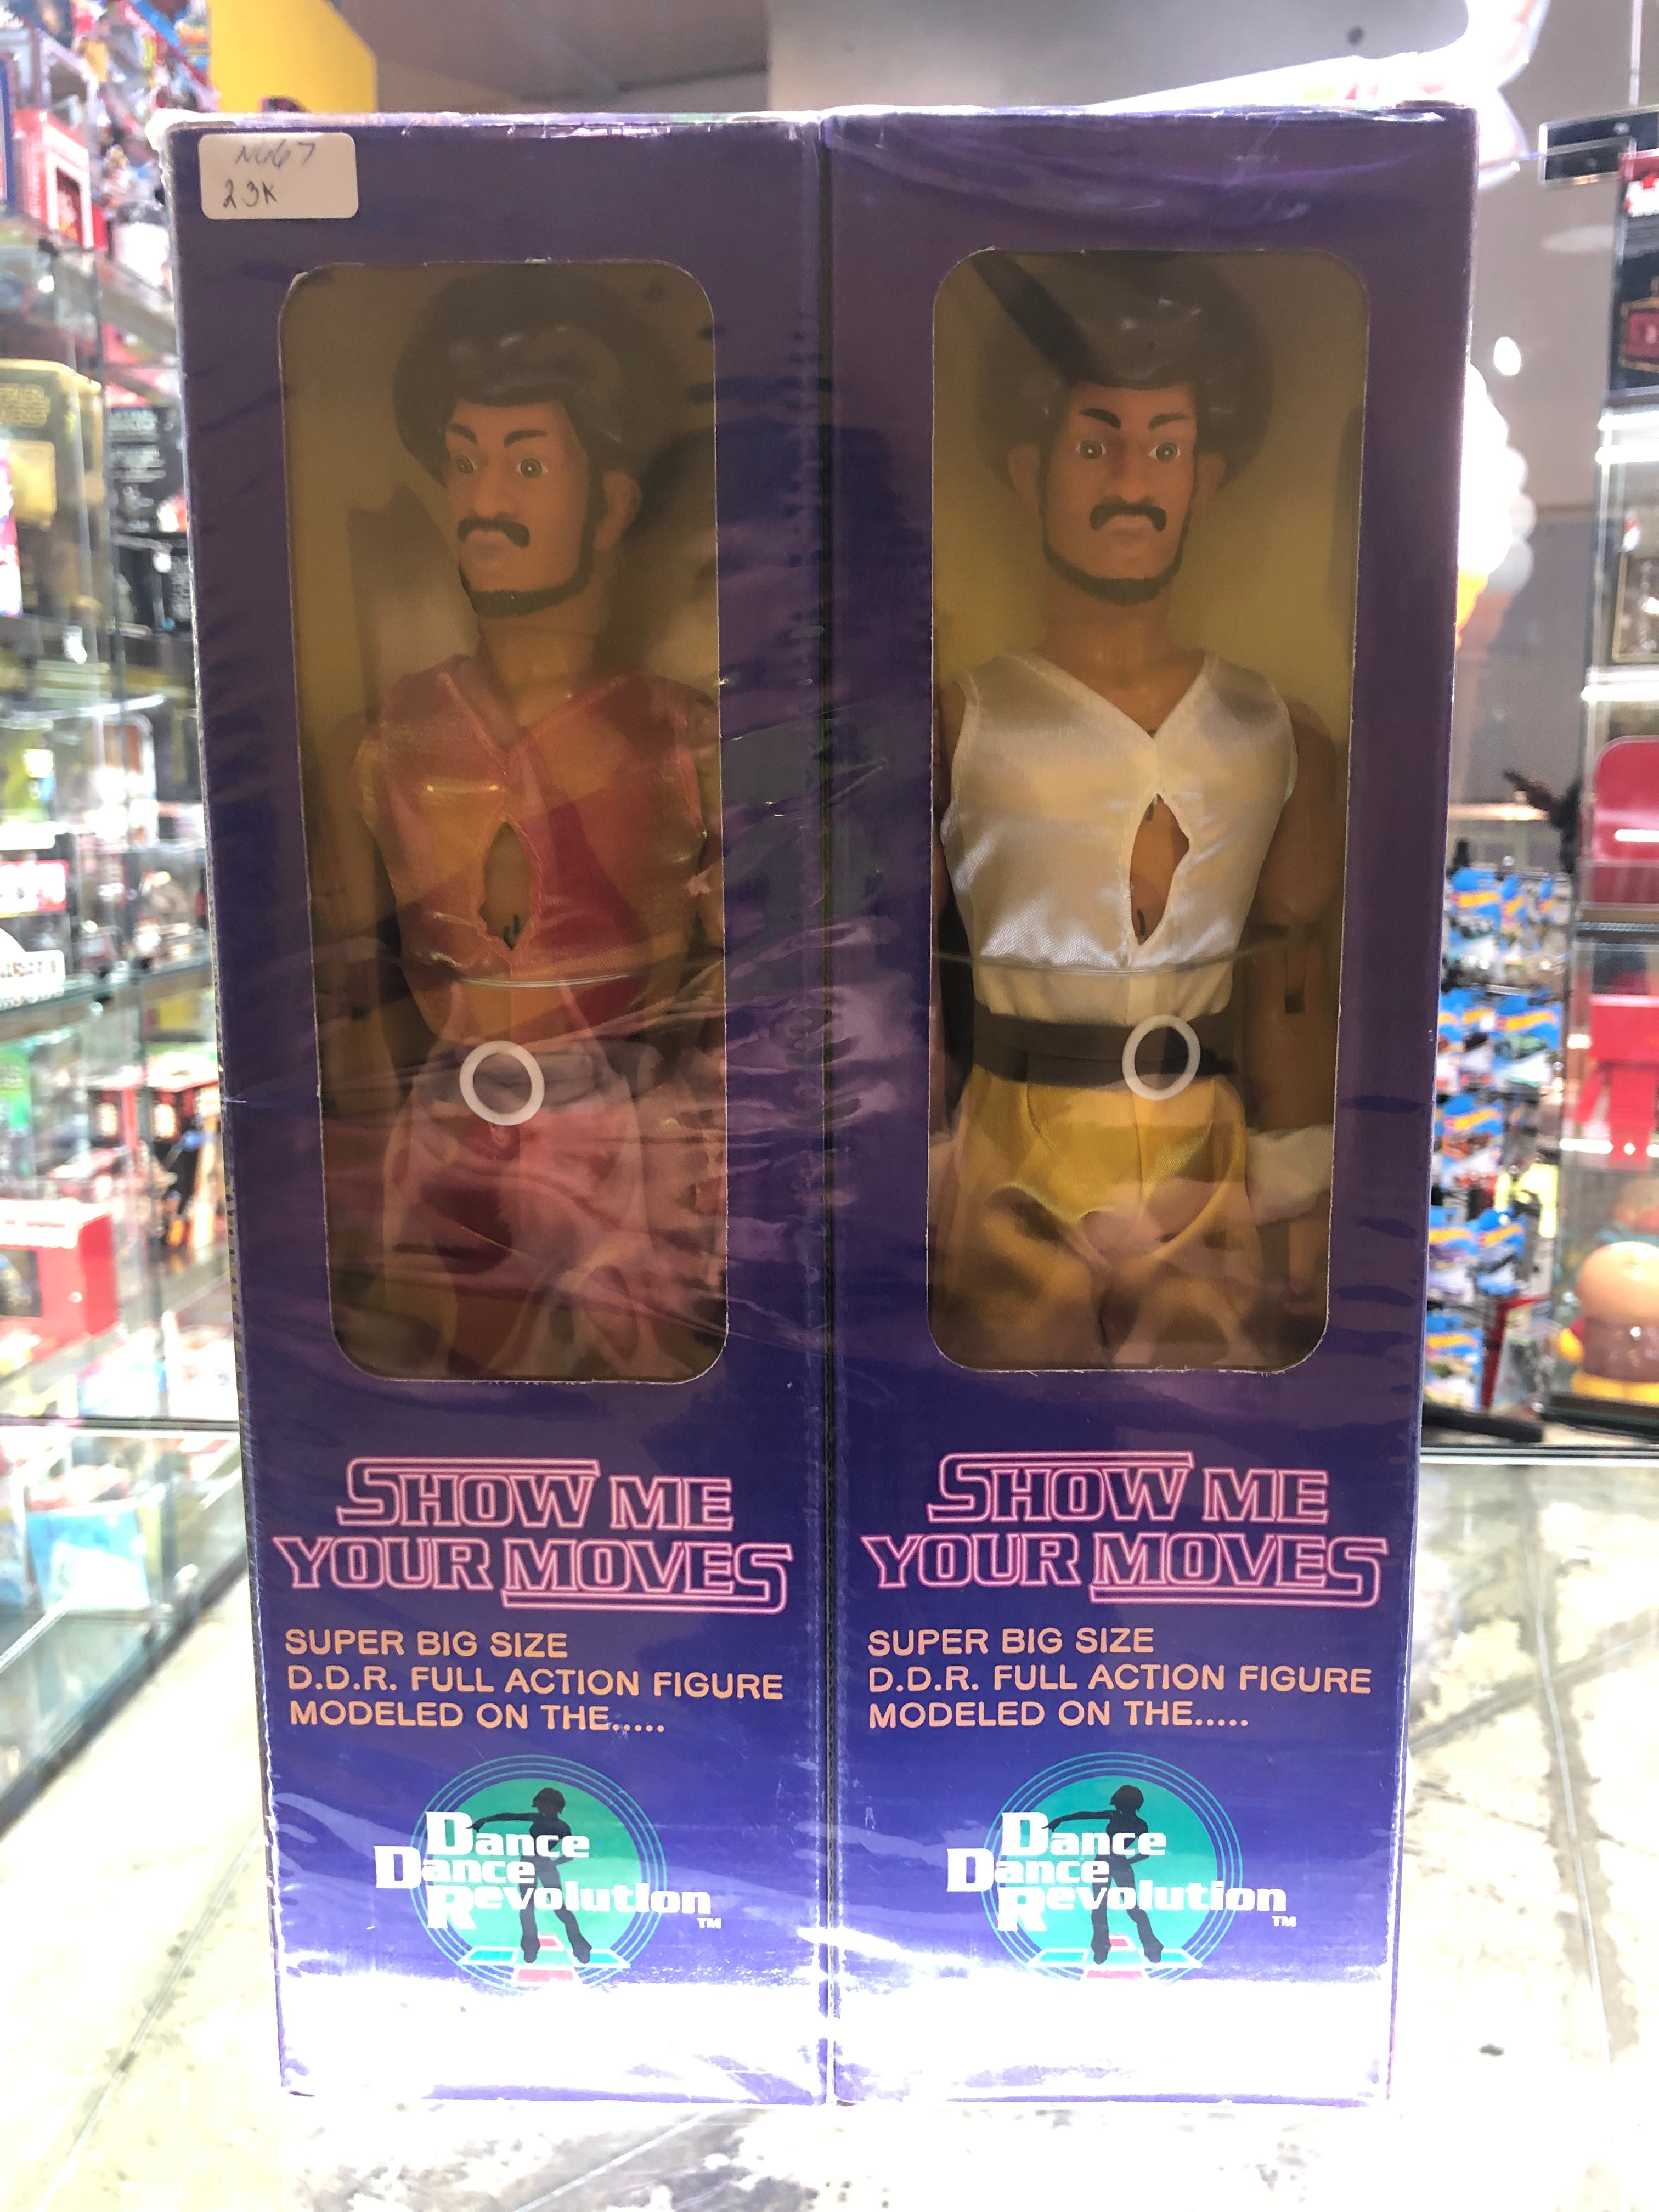 N667
23K
SHOW ME
YOUR MOVES
SUPER BIG SIZE
D.D.R. FULL ACTION FIGURE
MODELED ON THE.....
Dance
Dance
Revolution
TM
SHOW ME
YOUR MOVES
SUPER BIG SIZE
D.D.R. FULL ACTION FIGURE
MODELED ON THE.....
Dance
Dance
Revolution
TM